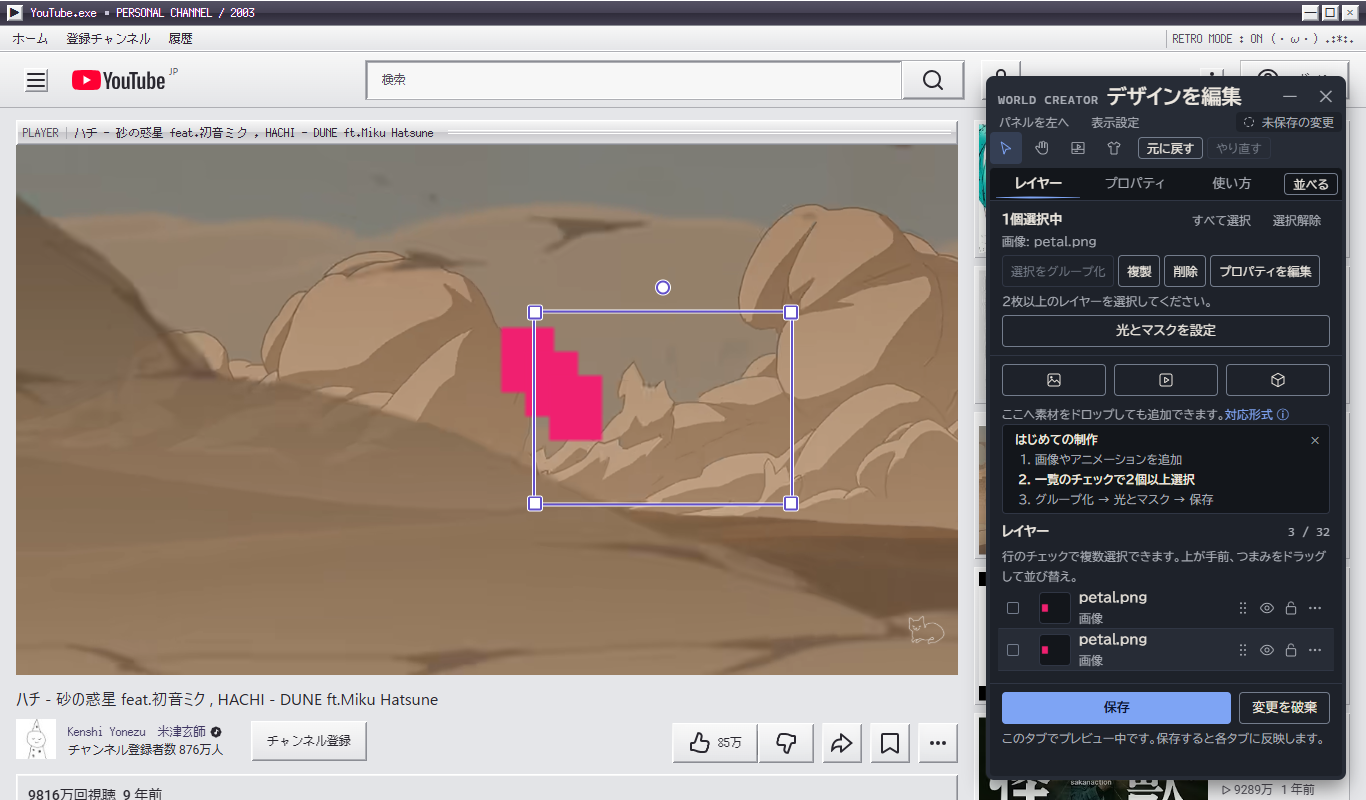 YouTube.exe ▪ PERSONAL CHANNEL / 2003
ホーム 登録チャンネル 履歴
RETRO MODE : ON (・ω・) .:*:.
YouTube JP
検索
WORLD CREATOR デザインを編集
パネルを左へ 表示設定 未保存の変更
元に戻す やり直す
レイヤー プロパティ 使い方 並べる
1個選択中 すべて選択 選択解除
画像: petal.png
選択をグループ化 複製 削除 プロパティを編集
2枚以上のレイヤーを選択してください。
光とマスクを設定
ここへ素材をドロップしても追加できます。対応形式 ⓘ
はじめての制作 ×
1. 画像やアニメーションを追加
2. 一覧のチェックで2個以上選択
3. グループ化 → 光とマスク → 保存
レイヤー 3 / 32
行のチェックで複数選択できます。上が手前、つまみをドラッグ
して並び替え。
petal.png
画像
petal.png
画像
保存 変更を破棄
このタブでプレビュー中です。保存すると各タブに反映します。
PLAYER ハチ - 砂の惑星 feat.初音ミク , HACHI - DUNE ft.Miku Hatsune
ハチ - 砂の惑星 feat.初音ミク , HACHI - DUNE ft.Miku Hatsune
Kenshi Yonezu 米津玄師
チャンネル登録者数 876万人
チャンネル登録
85万
9816万回視聴 9 年前
sakanaction
怪獣
9289万 1 年前